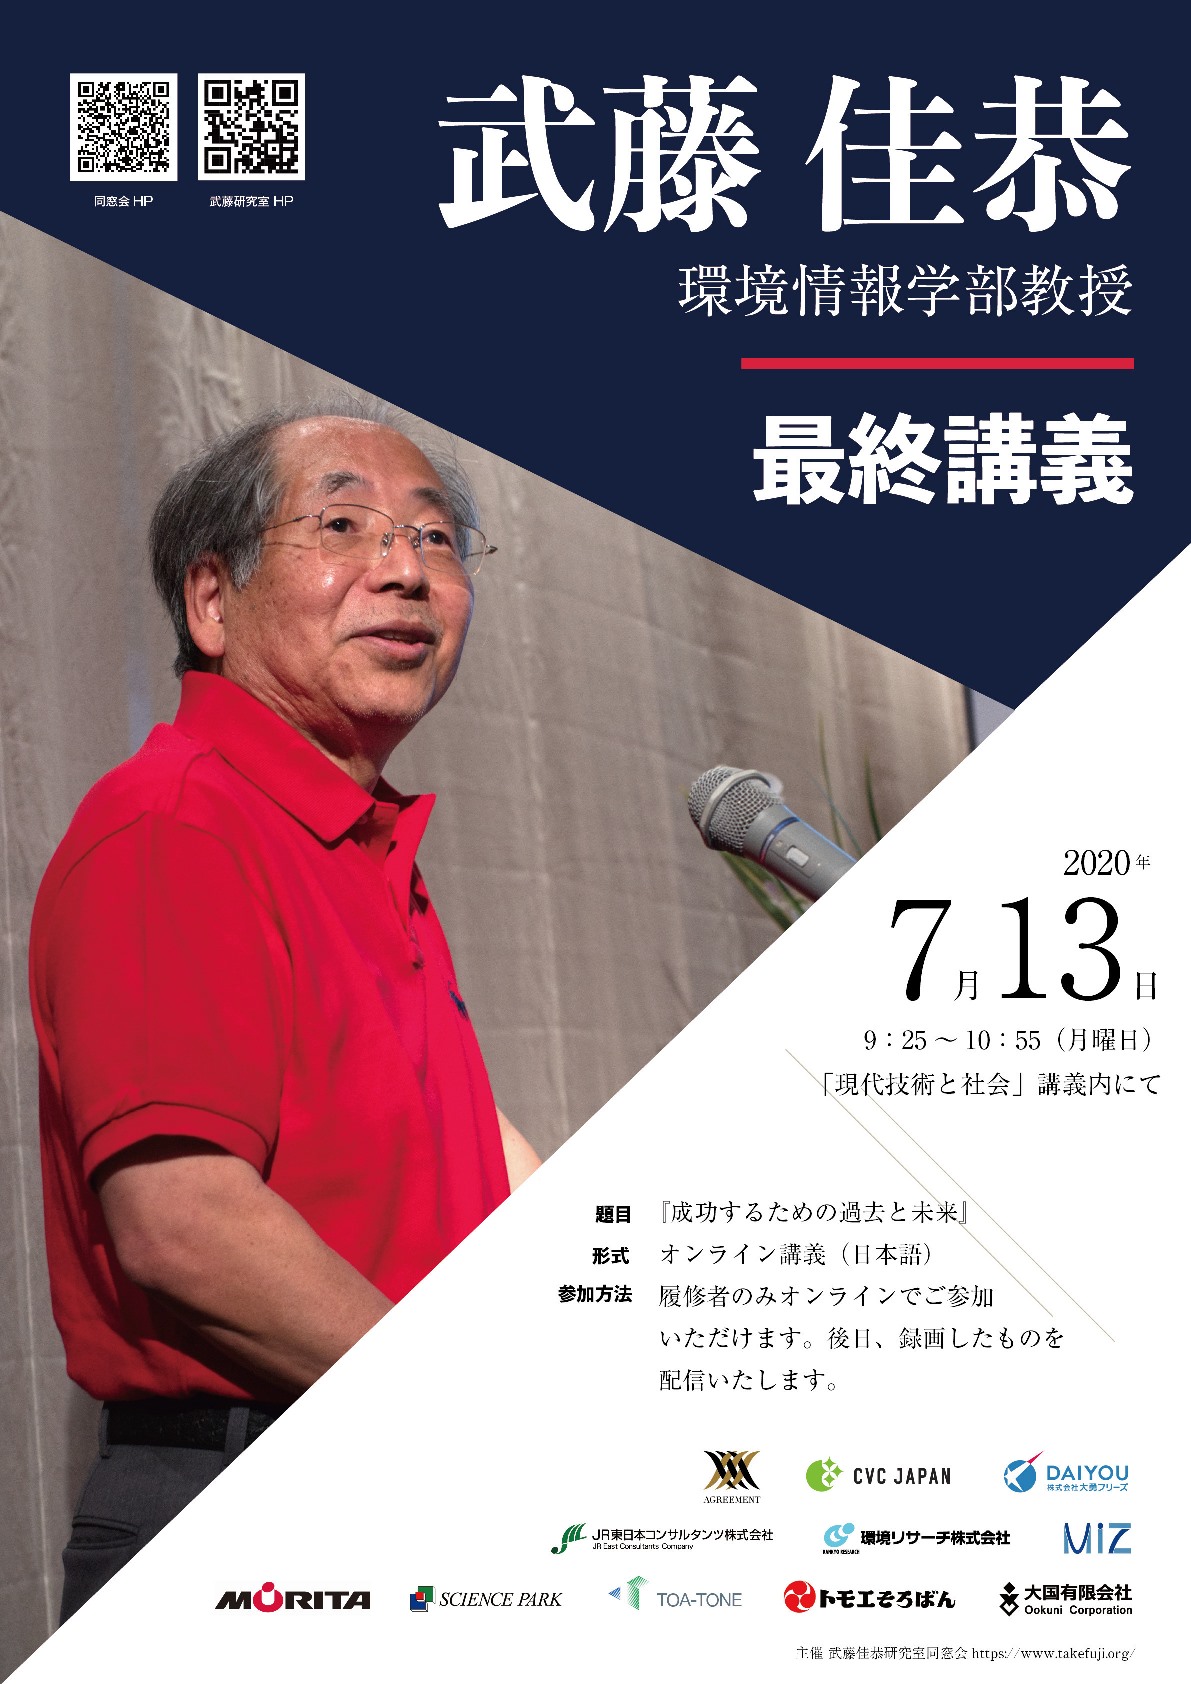 同窓会 HP
武藤研究室 HP
武藤 佳恭
環境情報学部教授
最終講義
2020 年
7月13日
9：25 〜 10：55（月曜日）
「現代技術と社会」講義内にて
題目 『成功するための過去と未来』
形式 オンライン講義（日本語）
参加方法 履修者のみオンラインでご参加
いただけます。後日、録画したものを
配信いたします。
AGREEMENT
CVC JAPAN
DAIYOU
株式会社大勇フリーズ
JR東日本コンサルタンツ株式会社
JR East Consultants Company
KANKYO RESEARCH
環境リサーチ株式会社
MiZ
MORITA
SCIENCE PARK
TOA-TONE
トモエそろばん
大国有限会社
Ookuni Corporation
主催 武藤佳恭研究室同窓会 https://www.takefuji.org/